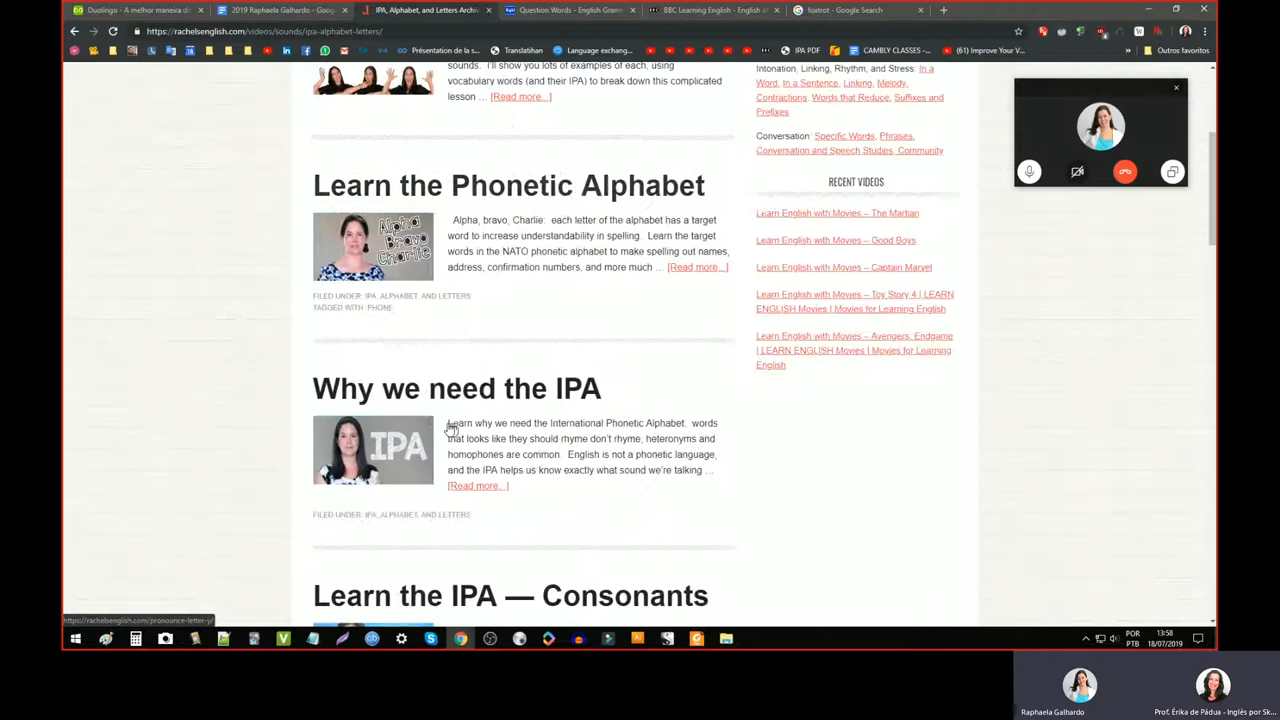 Duolingo - A melhor maneira d
2019 Raphaela Galhardo - Goo
IPA, Alphabet, and Letters Archi
Question Words - English Gram
BBC Learning English - English a
foxtrot - Google Search
https://rachelsenglish.com/videos/sounds/ipa-alphabet-letters/
Apps
Présentation de la s...
Translatihan
Language exchang...
IPA PDF
CAMBLY CLASSES -...
(61) Improve Your V...
Outros favoritos
sounds. I'll show you lots of examples of each, using
vocabulary words (and their IPA) to break down this complicated
lesson … [Read more...]
Learn the Phonetic Alphabet
Alpha
Bravo
Charlie
Alpha, bravo, Charlie: each letter of the alphabet has a target
word to increase understandability in spelling. Learn the target
words in the NATO phonetic alphabet to make spelling out names,
address, confirmation numbers, and much more … [Read more...]
FILED UNDER: IPA, ALPHABET, AND LETTERS
TAGGED WITH: PHONE
Why we need the IPA
IPA
Learn why we need the International Phonetic Alphabet. words
that looks like they should rhyme don't rhyme, heteronyms and
homophones are common. English is not a phonetic language,
and the IPA helps us know exactly what sound we're talking …
[Read more...]
FILED UNDER: IPA, ALPHABET, AND LETTERS
Learn the IPA — Consonants
Intonation, Linking, Rhythm, and Stress: In a
Word, In a Sentence, Linking, Melody,
Contractions, Words that Reduce, Suffixes and
Prefixes
Conversation: Specific Words, Phrases,
Conversation and Speech Studies, Community
RECENT VIDEOS
Learn English with Movies – The Martian
Learn English with Movies – Good Boys
Learn English with Movies – Captain Marvel
Learn English with Movies – Toy Story 4 | LEARN
ENGLISH Movies | Movies for Learning English
Learn English with Movies – Avengers: Endgame
| LEARN ENGLISH Movies | Movies for Learning
English
https://rachelsenglish.com/pronounce-letter-y/
POR
PTB
13:58
18/07/2019
Raphaela Galhardo
Prof. Érika de Pádua - Inglês por Sk...